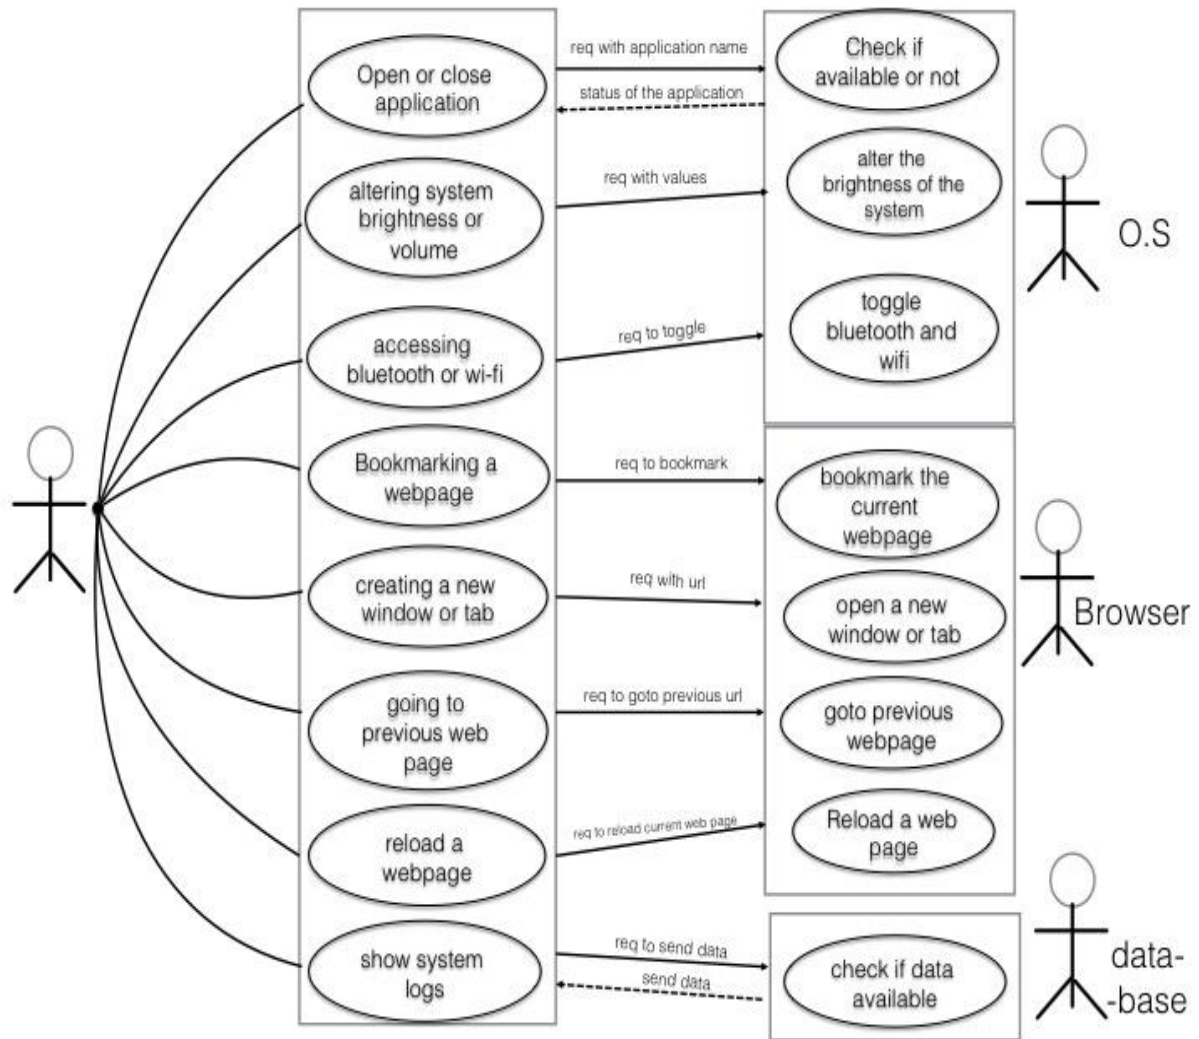 Open or close
application
req with application name
status of the application
Check if
available or not
altering system
brightness or
volume
req with values
alter the
brightness of the
system
O.S
accessing
bluetooth or wi-fi
req to toggle
toggle
bluetooth and
wifi
Bookmarking a
webpage
req to bookmark
bookmark the
current
webpage
creating a new
window or tab
req with url
open a new
window or tab
Browser
going to
previous web
page
req to goto previous url
goto previous
webpage
reload a
webpage
req to reload current web page
Reload a web
page
show system
logs
req to send data
send data
check if data
available
data-
-base